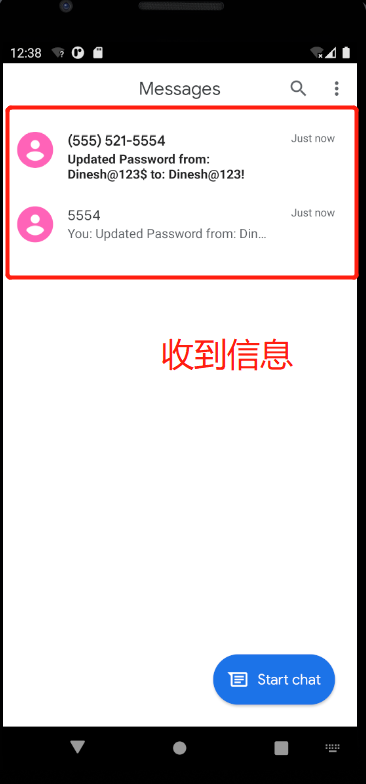 12:38
Messages
(555) 521-5554
Just now
Updated Password from:
Dinesh@123$ to: Dinesh@123!
5554
Just now
You: Updated Password from: Din...
收到信息
Start chat